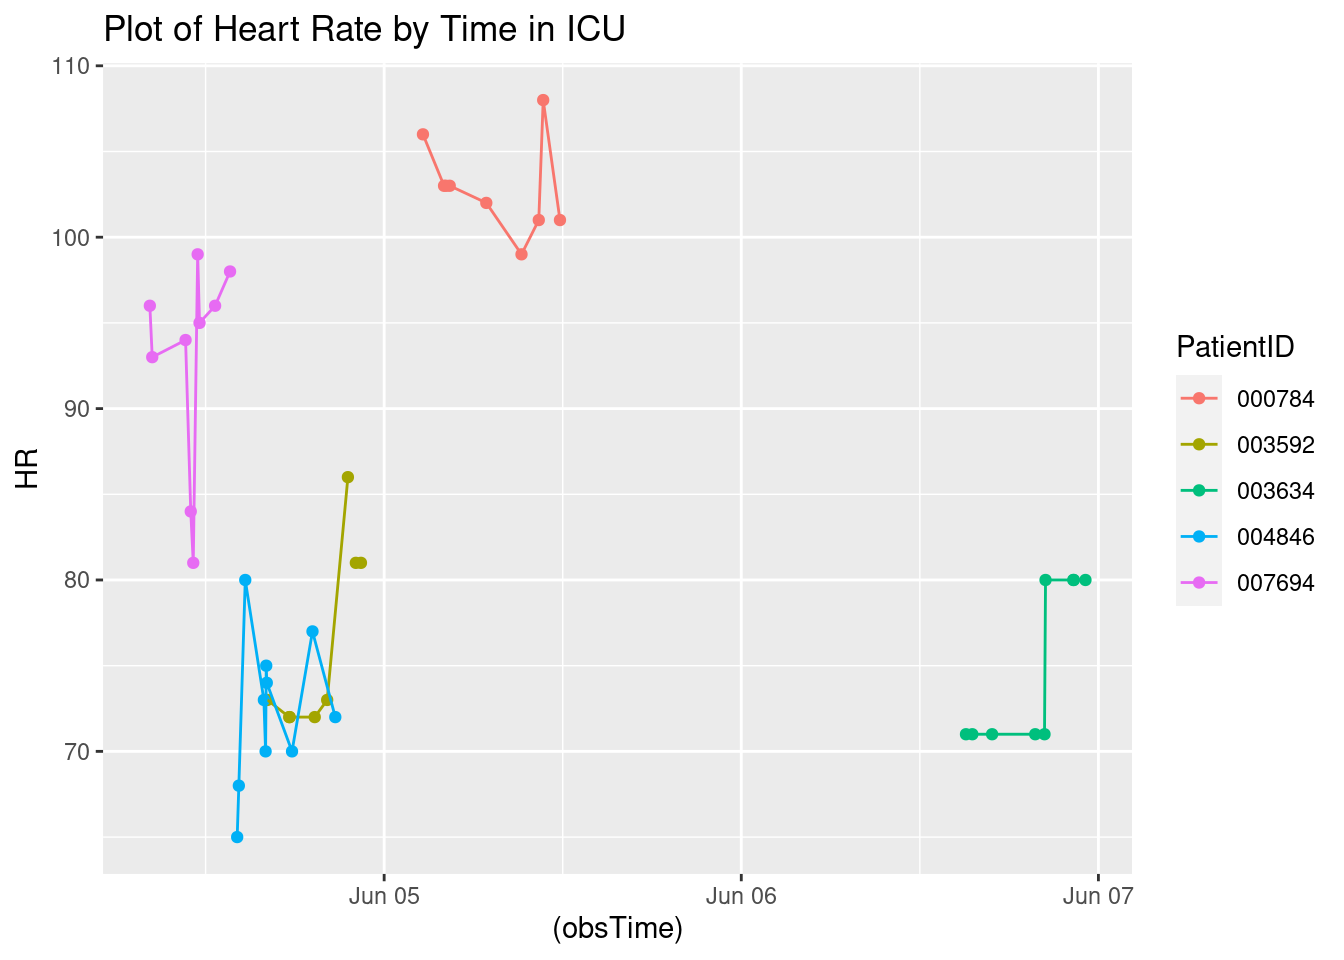 Plot of Heart Rate by Time in ICU
110
100
90
80
70
HR
Jun 05
Jun 06
Jun 07
(obsTime)
PatientID
000784
003592
003634
004846
007694